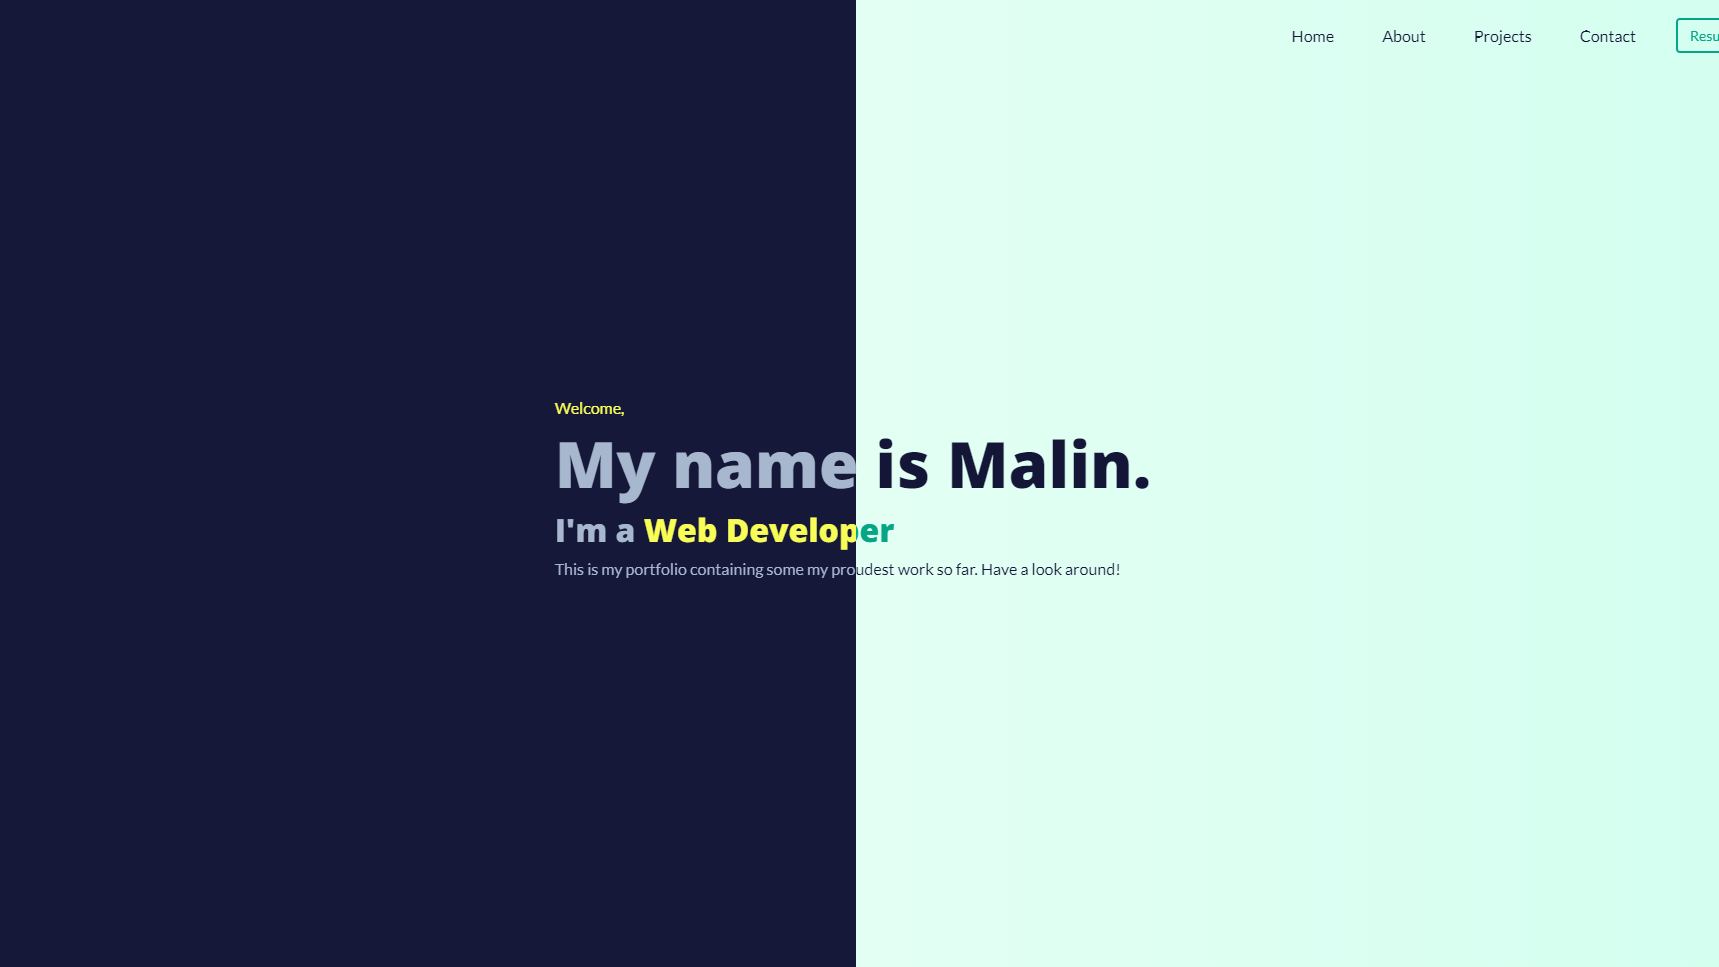 Home About Projects Contact Resu
Welcome,
My name is Malin.
I'm a Web Developer
This is my portfolio containing some my proudest work so far. Have a look around!